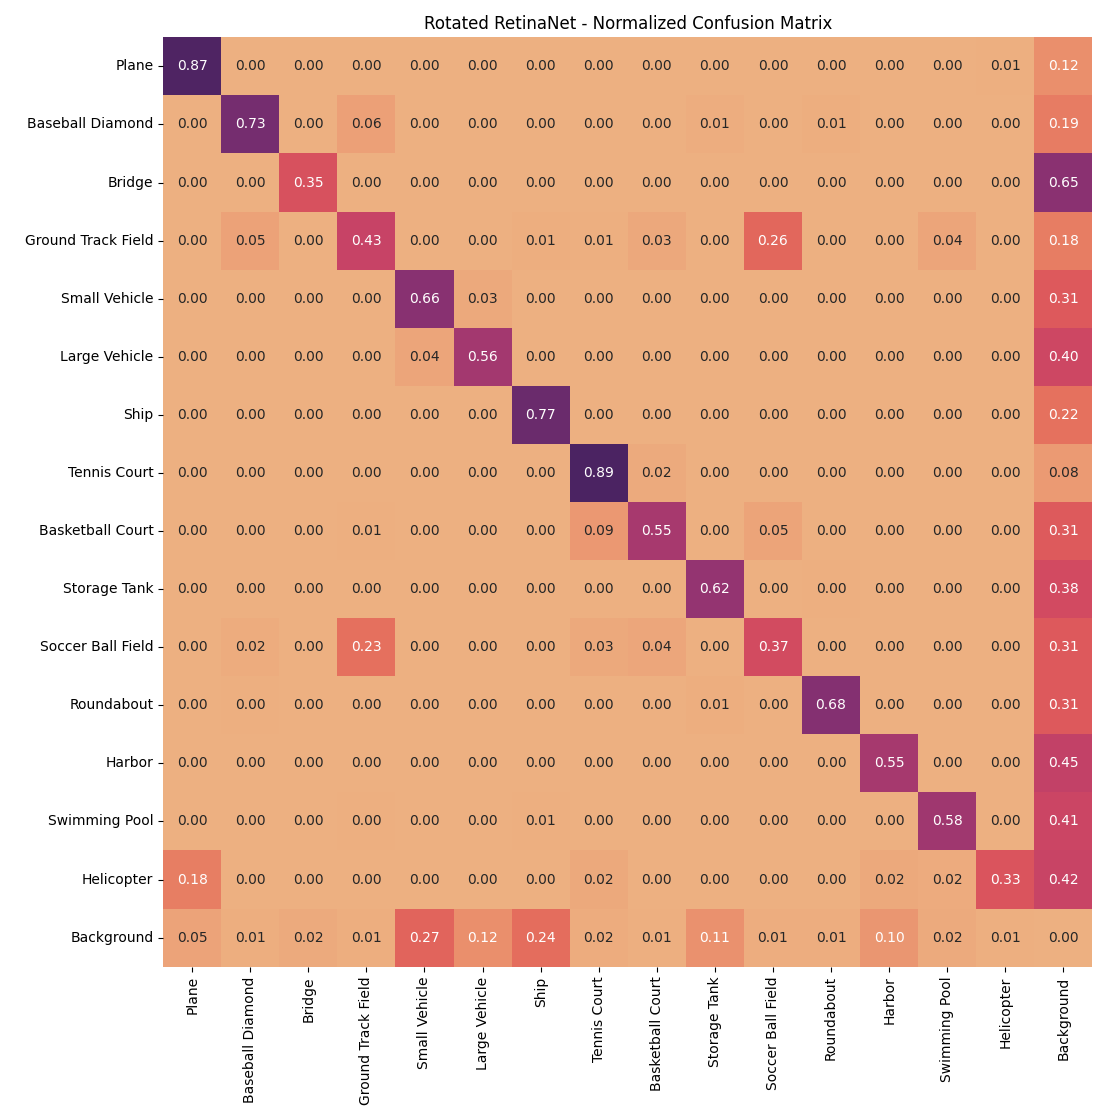 Rotated RetinaNet - Normalized Confusion Matrix
Plane 0.87 0.00 0.00 0.00 0.00 0.00 0.00 0.00 0.00 0.00 0.00 0.00 0.00 0.00 0.01 0.12
Baseball Diamond 0.00 0.73 0.00 0.06 0.00 0.00 0.00 0.00 0.00 0.01 0.00 0.01 0.00 0.00 0.00 0.19
Bridge 0.00 0.00 0.35 0.00 0.00 0.00 0.00 0.00 0.00 0.00 0.00 0.00 0.00 0.00 0.00 0.65
Ground Track Field 0.00 0.05 0.00 0.43 0.00 0.00 0.01 0.01 0.03 0.00 0.26 0.00 0.00 0.04 0.00 0.18
Small Vehicle 0.00 0.00 0.00 0.00 0.66 0.03 0.00 0.00 0.00 0.00 0.00 0.00 0.00 0.00 0.00 0.31
Large Vehicle 0.00 0.00 0.00 0.00 0.04 0.56 0.00 0.00 0.00 0.00 0.00 0.00 0.00 0.00 0.00 0.40
Ship 0.00 0.00 0.00 0.00 0.00 0.00 0.77 0.00 0.00 0.00 0.00 0.00 0.00 0.00 0.00 0.22
Tennis Court 0.00 0.00 0.00 0.00 0.00 0.00 0.00 0.89 0.02 0.00 0.00 0.00 0.00 0.00 0.00 0.08
Basketball Court 0.00 0.00 0.00 0.01 0.00 0.00 0.00 0.09 0.55 0.00 0.05 0.00 0.00 0.00 0.00 0.31
Storage Tank 0.00 0.00 0.00 0.00 0.00 0.00 0.00 0.00 0.00 0.62 0.00 0.00 0.00 0.00 0.00 0.38
Soccer Ball Field 0.00 0.02 0.00 0.23 0.00 0.00 0.00 0.03 0.04 0.00 0.37 0.00 0.00 0.00 0.00 0.31
Roundabout 0.00 0.00 0.00 0.00 0.00 0.00 0.00 0.00 0.00 0.01 0.00 0.68 0.00 0.00 0.00 0.31
Harbor 0.00 0.00 0.00 0.00 0.00 0.00 0.00 0.00 0.00 0.00 0.00 0.00 0.55 0.00 0.00 0.45
Swimming Pool 0.00 0.00 0.00 0.00 0.00 0.00 0.01 0.00 0.00 0.00 0.00 0.00 0.00 0.58 0.00 0.41
Helicopter 0.18 0.00 0.00 0.00 0.00 0.00 0.00 0.02 0.00 0.00 0.00 0.00 0.02 0.02 0.33 0.42
Background 0.05 0.01 0.02 0.01 0.27 0.12 0.24 0.02 0.01 0.11 0.01 0.01 0.10 0.02 0.01 0.00
Plane
Baseball Diamond
Bridge
Ground Track Field
Small Vehicle
Large Vehicle
Ship
Tennis Court
Basketball Court
Storage Tank
Soccer Ball Field
Roundabout
Harbor
Swimming Pool
Helicopter
Background